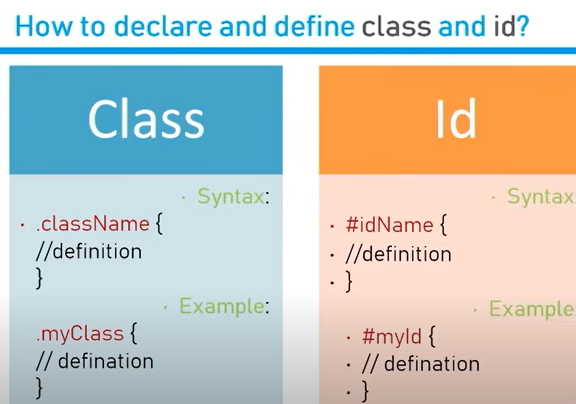 How to declare and define class and id?
Class
· Syntax:
· .className {
//definition
}
· Example:
.myClass {
// defination
}
Id
· Syntax
· #idName {
· //definition
· }
· Example
· #myId {
· // defination
· }